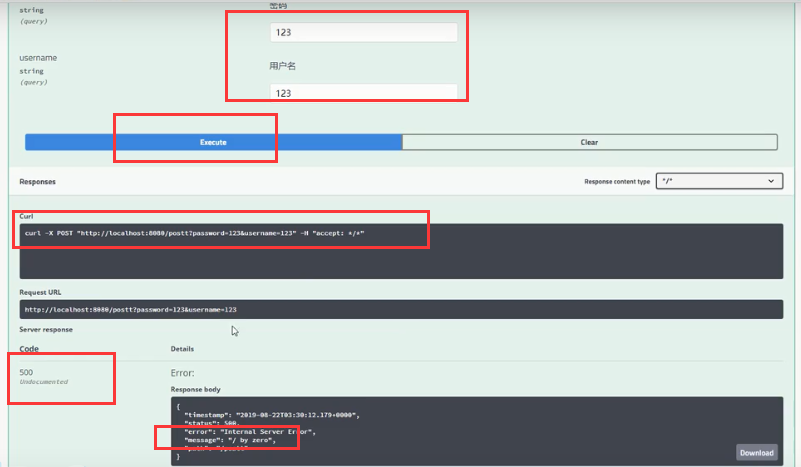 string
密码
(query)
123
username
用户名
string
(query)
123
Execute
Clear
Responses
Response content type
*/*
Curl
curl -X POST "http://localhost:8080/postt?password=123&username=123" -H "accept: */*"
Request URL
http://localhost:8080/postt?password=123&username=123
Server response
Code
Details
500
Undocumented
Error:
Response body
{
"timestamp": "2019-08-22T03:30:12.179+0000",
"status": 500,
"error": "Internal Server Error",
"message": "/ by zero",
}
Download